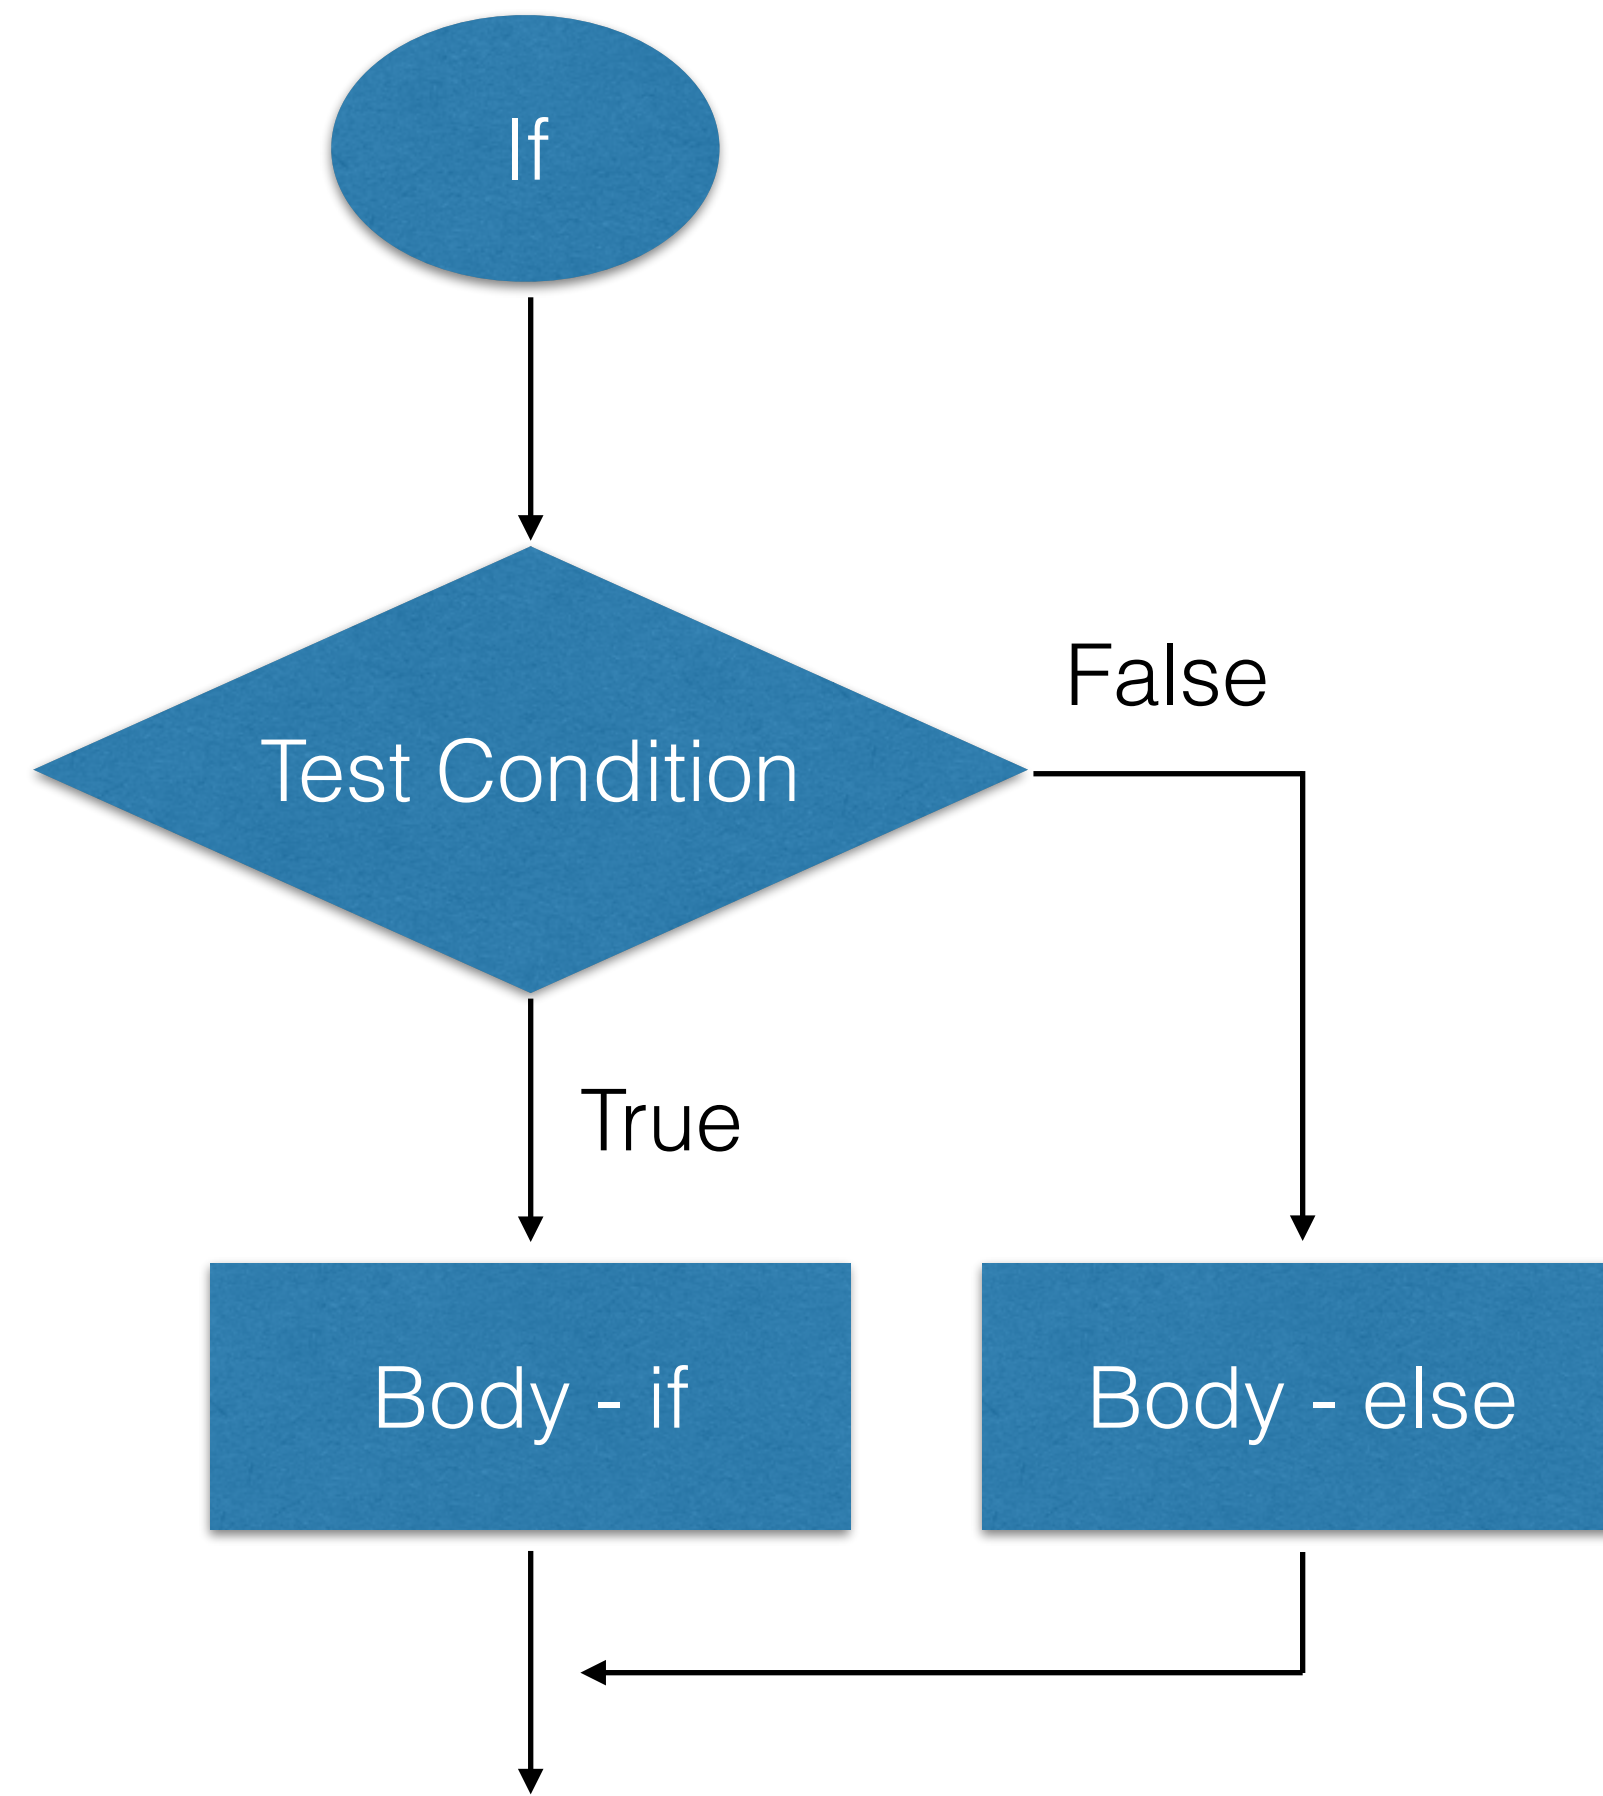 If
Test Condition
False
True
Body - if
Body - else